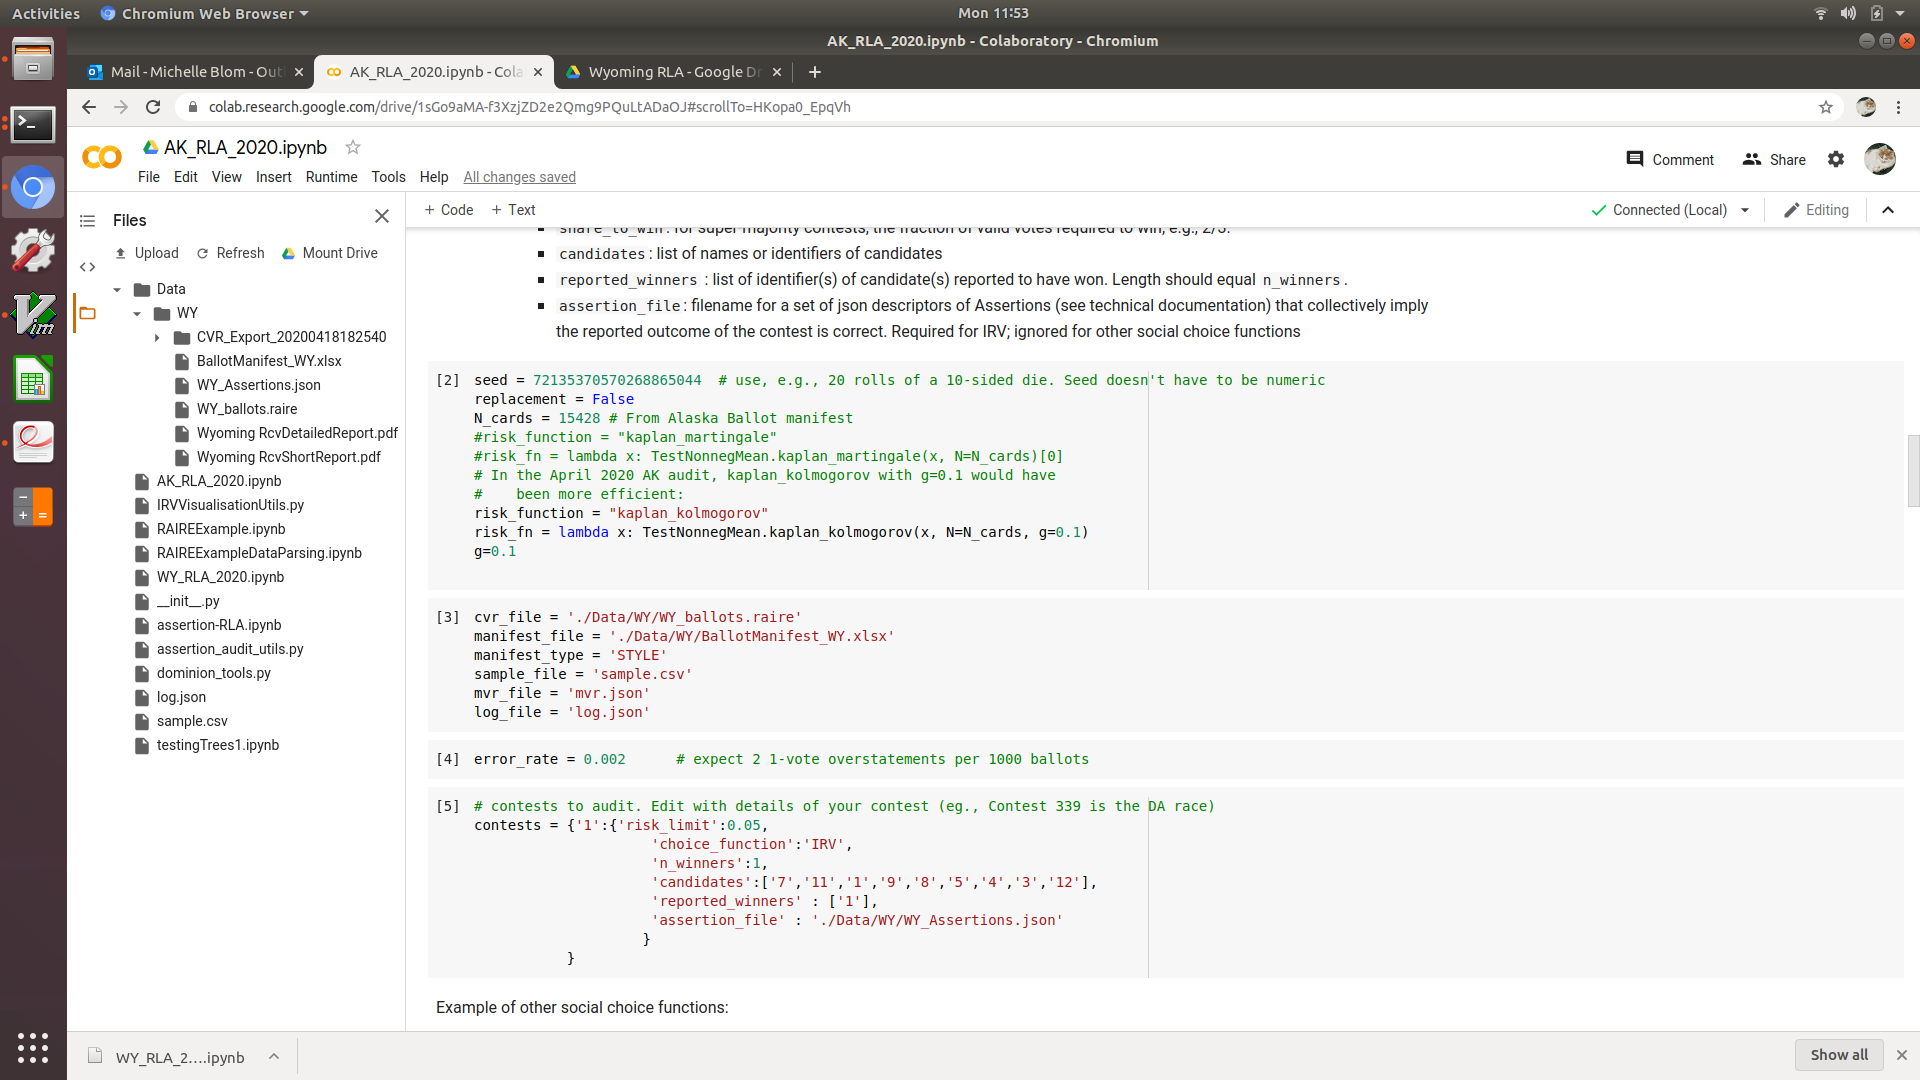 Activities
Chromium Web Browser
Mon 11:53
AK_RLA_2020.ipynb - Colaboratory - Chromium
Mail - Michelle Blom - Out
AK_RLA_2020.ipynb - Cola
Wyoming RLA - Google Dr
colab.research.google.com/drive/1sGo9aMA-f3XzjZD2e2Qmg9PQuLtADaOJ#scrollTo=HKopa0_EpqVh
AK_RLA_2020.ipynb
Comment
Share
File Edit View Insert Runtime Tools Help All changes saved
Files
+ Code + Text
Connected (Local)
Editing
Upload Refresh Mount Drive
Data
WY
CVR_Export_20200418182540
BallotManifest_WY.xlsx
WY_Assertions.json
WY_ballots.raire
Wyoming RcvDetailedReport.pdf
Wyoming RcvShortReport.pdf
AK_RLA_2020.ipynb
IRVVisualisationUtils.py
RAIREExample.ipynb
RAIREExampleDataParsing.ipynb
WY_RLA_2020.ipynb
__init__.py
assertion-RLA.ipynb
assertion_audit_utils.py
dominion_tools.py
log.json
sample.csv
testingTrees1.ipynb
share_to_win: for super-majority contests, the fraction of valid votes required to win, e.g., 2/3.
candidates: list of names or identifiers of candidates
reported_winners : list of identifier(s) of candidate(s) reported to have won. Length should equal n_winners.
assertion_file: filename for a set of json descriptors of Assertions (see technical documentation) that collectively imply
the reported outcome of the contest is correct. Required for IRV; ignored for other social choice functions
[2] seed = 72135370570268865044  # use, e.g., 20 rolls of a 10-sided die. Seed doesn't have to be numeric
replacement = False
N_cards = 15428 # From Alaska Ballot manifest
#risk_function = "kaplan_martingale"
#risk_fn = lambda x: TestNonnegMean.kaplan_martingale(x, N=N_cards)[0]
# In the April 2020 AK audit, kaplan_kolmogorov with g=0.1 would have
#    been more efficient:
risk_function = "kaplan_kolmogorov"
risk_fn = lambda x: TestNonnegMean.kaplan_kolmogorov(x, N=N_cards, g=0.1)
g=0.1
[3] cvr_file = './Data/WY/WY_ballots.raire'
manifest_file = './Data/WY/BallotManifest_WY.xlsx'
manifest_type = 'STYLE'
sample_file = 'sample.csv'
mvr_file = 'mvr.json'
log_file = 'log.json'
[4] error_rate = 0.002      # expect 2 1-vote overstatements per 1000 ballots
[5] # contests to audit. Edit with details of your contest (eg., Contest 339 is the DA race)
contests = {'1':{'risk_limit':0.05,
'choice_function':'IRV',
'n_winners':1,
'candidates':['7','11','1','9','8','5','4','3','12'],
'reported_winners' : ['1'],
'assertion_file' : './Data/WY/WY_Assertions.json'
}
}
Example of other social choice functions:
WY_RLA_2....ipynb
Show all